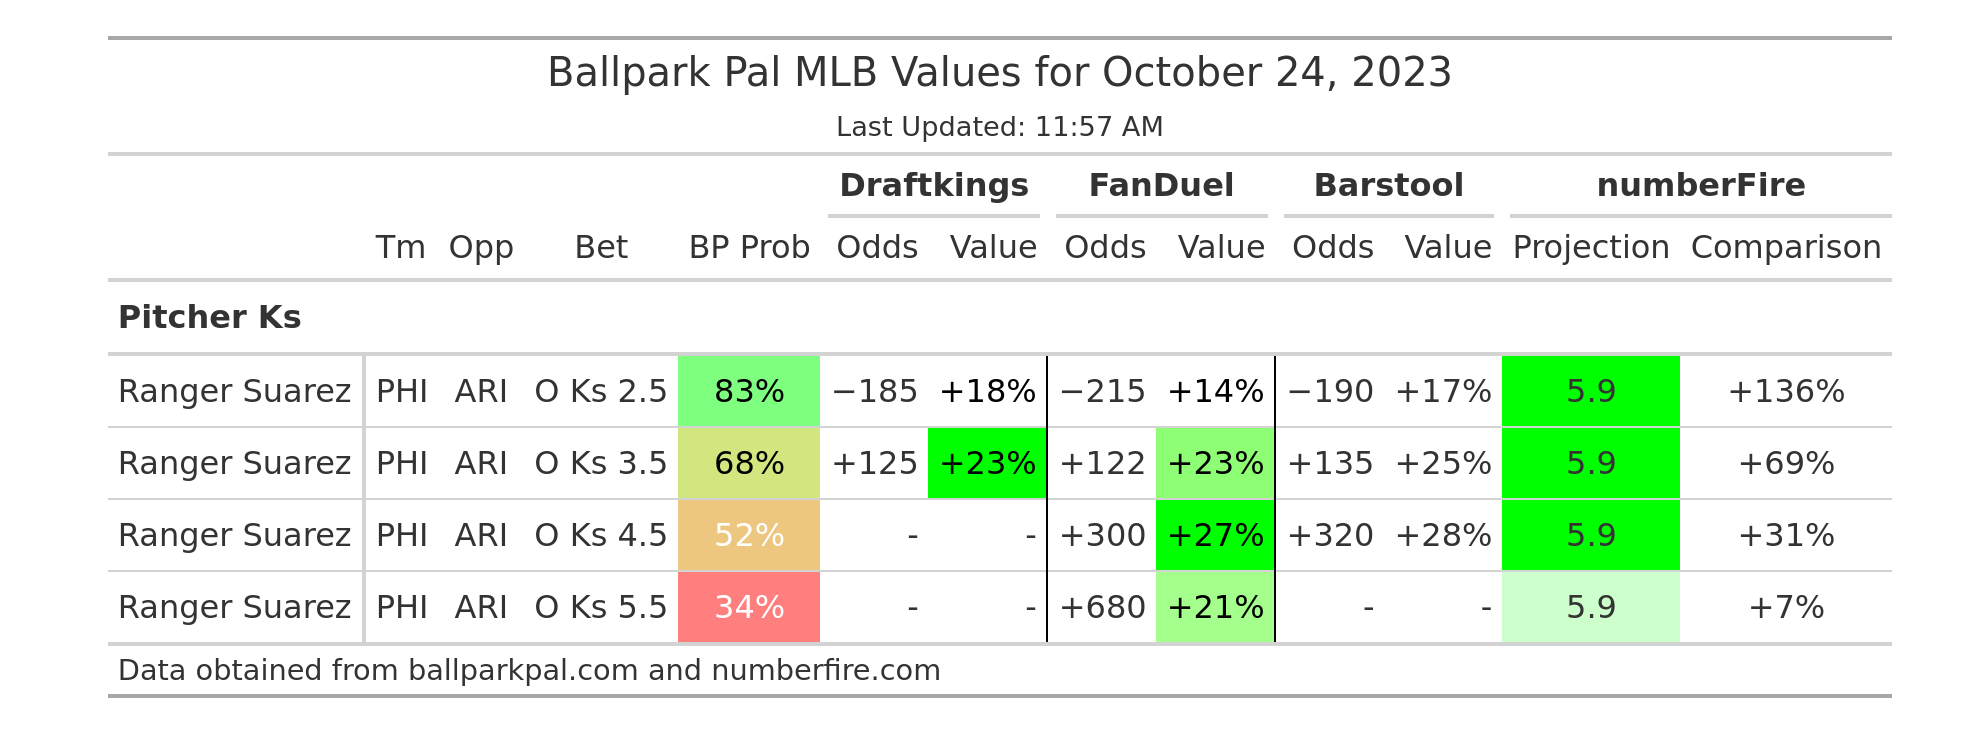 Ballpark Pal MLB Values for October 24, 2023
Last Updated: 11:57 AM
Draftkings FanDuel Barstool numberFire
Tm Opp Bet BP Prob Odds Value Odds Value Odds Value Projection Comparison
Pitcher Ks
Ranger Suarez PHI ARI O Ks 2.5 83% −185 +18% −215 +14% −190 +17% 5.9 +136%
Ranger Suarez PHI ARI O Ks 3.5 68% +125 +23% +122 +23% +135 +25% 5.9 +69%
Ranger Suarez PHI ARI O Ks 4.5 52% - - +300 +27% +320 +28% 5.9 +31%
Ranger Suarez PHI ARI O Ks 5.5 34% - - +680 +21% - - 5.9 +7%
Data obtained from ballparkpal.com and numberfire.com